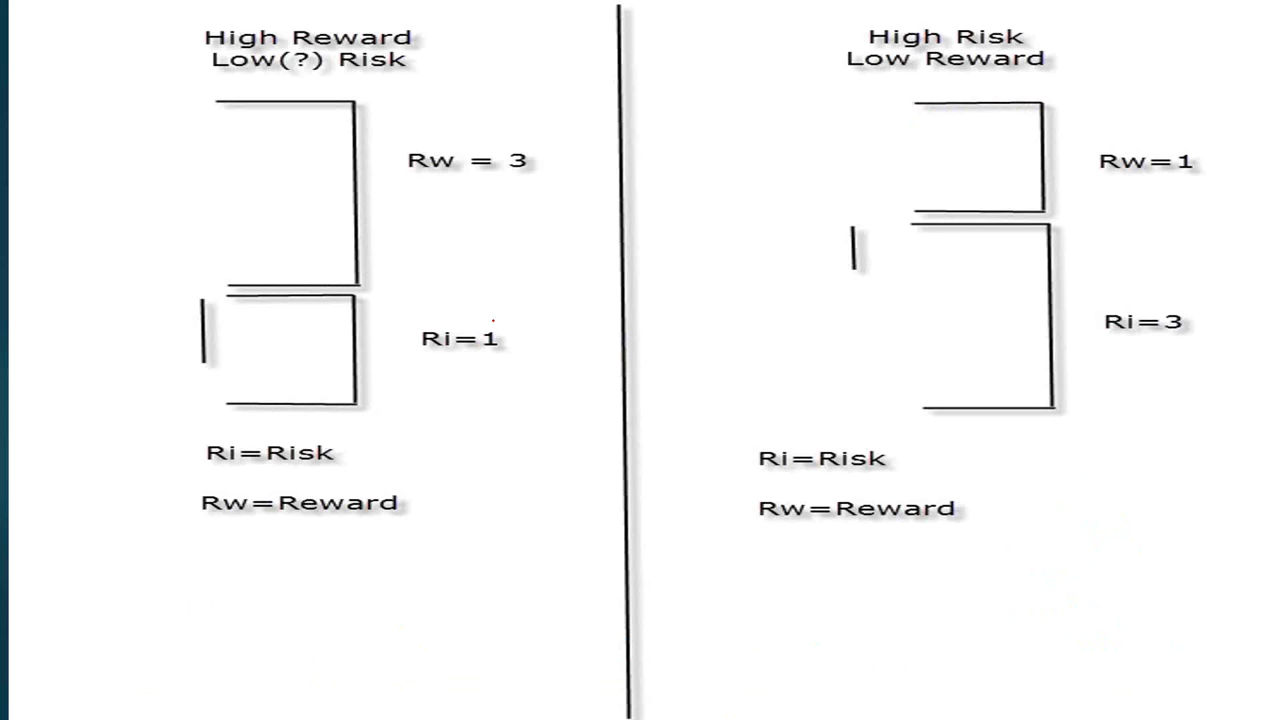 High Reward
Low(?) Risk
Rw = 3
Ri=1
Ri=Risk
Rw=Reward
High Risk
Low Reward
Rw=1
Ri=3
Ri=Risk
Rw=Reward